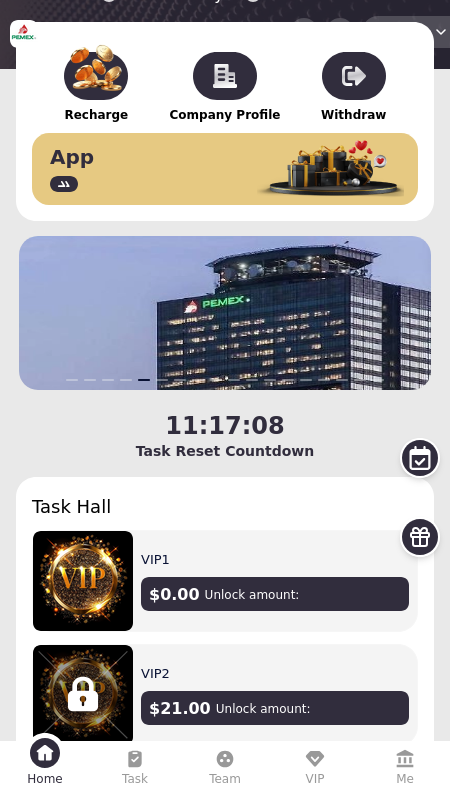 PEMEX
Recharge
Company Profile
Withdraw
App
PEMEX
11:17:08
Task Reset Countdown
Task Hall
VIP
VIP1
$0.00 Unlock amount:
VIP
VIP2
$21.00 Unlock amount:
Home
Task
Team
VIP
Me